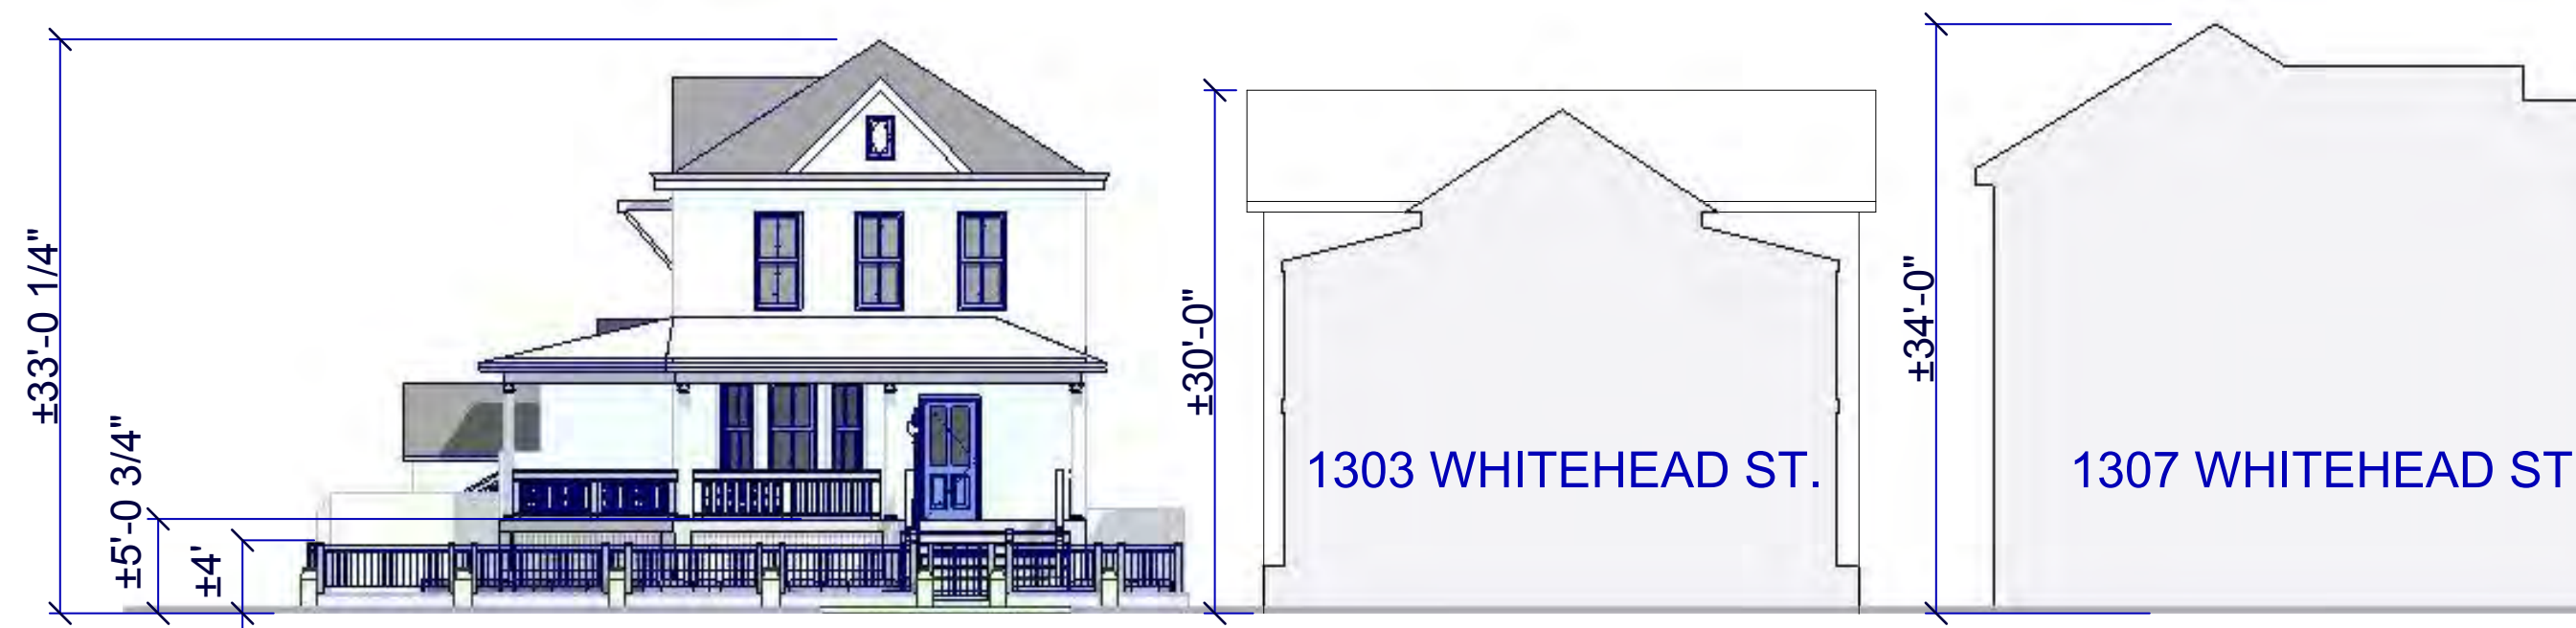 ±33'-0 1/4"
±5'-0 3/4"
±4'
±30'-0"
1303 WHITEHEAD ST.
±34'-0"
1307 WHITEHEAD ST